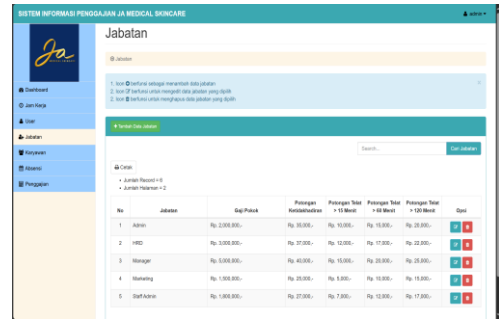 SISTEM INFORMASI PENGGAJIAN JA MEDICAL SKINCARE
admin
Ja
Jabatan
Jabatan
Dashboard
Jam Kerja
User
Jabatan
Karyawan
Absensi
Penggajian
1. Icon berfungsi sebagai menambah data jabatan
2. Icon berfungsi untuk mengedit data jabatan yang dipilih
2. Icon berfungsi untuk menghapus data jabatan yang dipilih
+ Tambah Data Jabatan
Search...
Cari Jabatan
Cetak
Jumlah Record = 6
Jumlah Halaman = 2
No Jabatan Gaji Pokok Potongan Ketidakhadiran Potongan Telat > 15 Menit Potongan Telat > 60 Menit Potongan Telat > 120 Menit Opsi
1 Admin Rp. 2,000,000,- Rp. 10,000,- Rp. 20,000,-
2 HRD Rp. 3,000,000,- Rp. 37,000,- Rp. 12,000,- Rp. 17,000,- Rp. 22,000,-
3 Manager Rp. 5,000,000,- Rp. 40,000,- Rp. 15,000,- Rp. 20,000,- Rp. 25,000,-
4 Marketing Rp. 1,500,000,- Rp. 25,000,- Rp. 5,000,- Rp. 10,000,- Rp. 15,000,-
5 Staff Admin Rp. 1,800,000,- Rp. 27,000,- Rp. 7,000,- Rp. 12,000,- Rp. 17,000,-